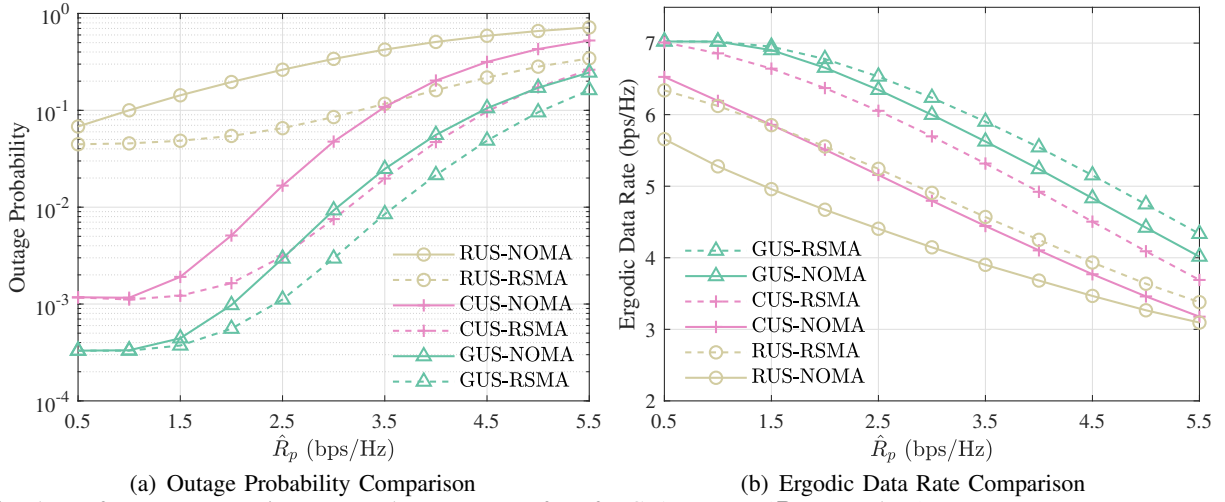 10^0
10^-1
10^-2
10^-3
10^-4
Outage Probability
RUS-NOMA
RUS-RSMA
CUS-NOMA
CUS-RSMA
GUS-NOMA
GUS-RSMA
0.5 1.5 2.5 3.5 4.5 5.5
R̂_p (bps/Hz)
(a) Outage Probability Comparison
7
6
5
4
3
2
Ergodic Data Rate (bps/Hz)
GUS-RSMA
GUS-NOMA
CUS-RSMA
CUS-NOMA
RUS-RSMA
RUS-NOMA
0.5 1.5 2.5 3.5 4.5 5.5
R̂_p (bps/Hz)
(b) Ergodic Data Rate Comparison